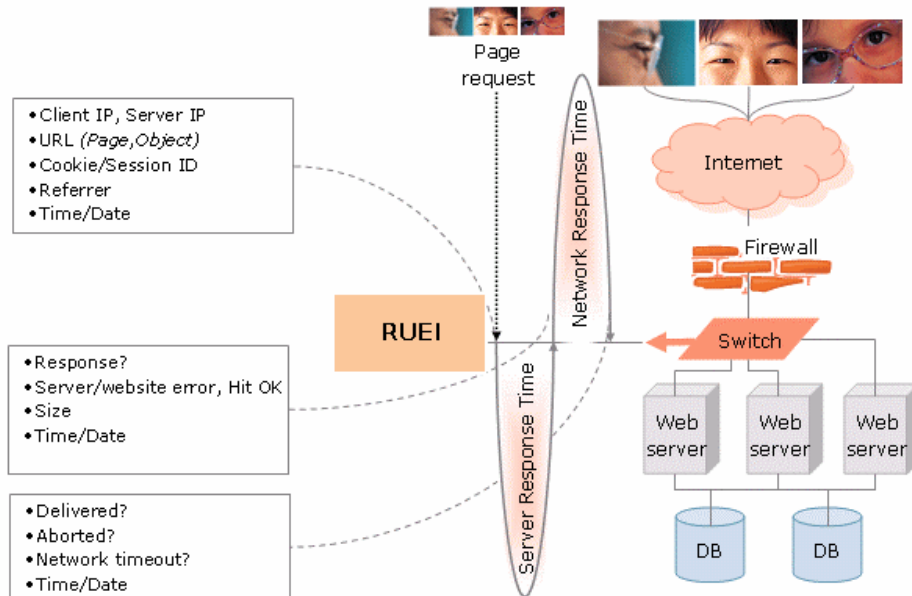 Page
request
• Client IP, Server IP
• URL (Page,Object)
• Cookie/Session ID
• Referrer
• Time/Date
Network Response Time
Internet
Firewall
RUEI
Switch
• Response?
• Server/website error, Hit OK
• Size
• Time/Date
Server Response Time
Web
server
Web
server
Web
server
• Delivered?
• Aborted?
• Network timeout?
• Time/Date
DB
DB